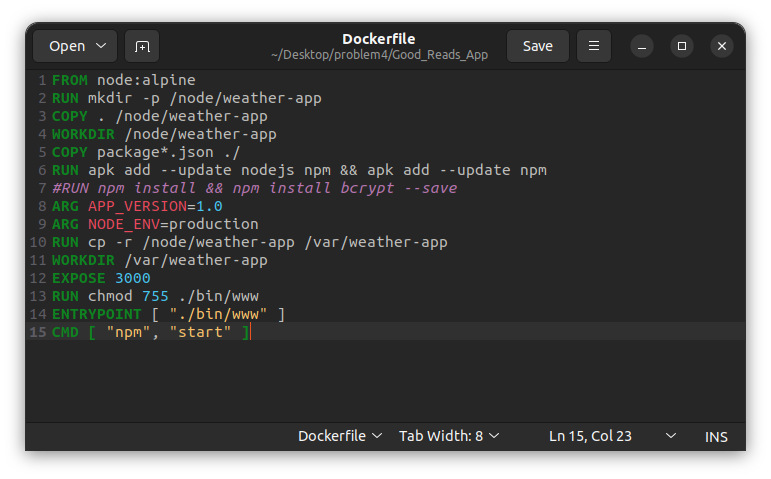 Open
Dockerfile
~/Desktop/problem4/Good_Reads_App
Save
1 FROM node:alpine
2 RUN mkdir -p /node/weather-app
3 COPY . /node/weather-app
4 WORKDIR /node/weather-app
5 COPY package*.json ./
6 RUN apk add --update nodejs npm && apk add --update npm
7 #RUN npm install && npm install bcrypt --save
8 ARG APP_VERSION=1.0
9 ARG NODE_ENV=production
10 RUN cp -r /node/weather-app /var/weather-app
11 WORKDIR /var/weather-app
12 EXPOSE 3000
13 RUN chmod 755 ./bin/www
14 ENTRYPOINT [ "./bin/www" ]
15 CMD [ "npm", "start" ]
Dockerfile Tab Width: 8 Ln 15, Col 23 INS